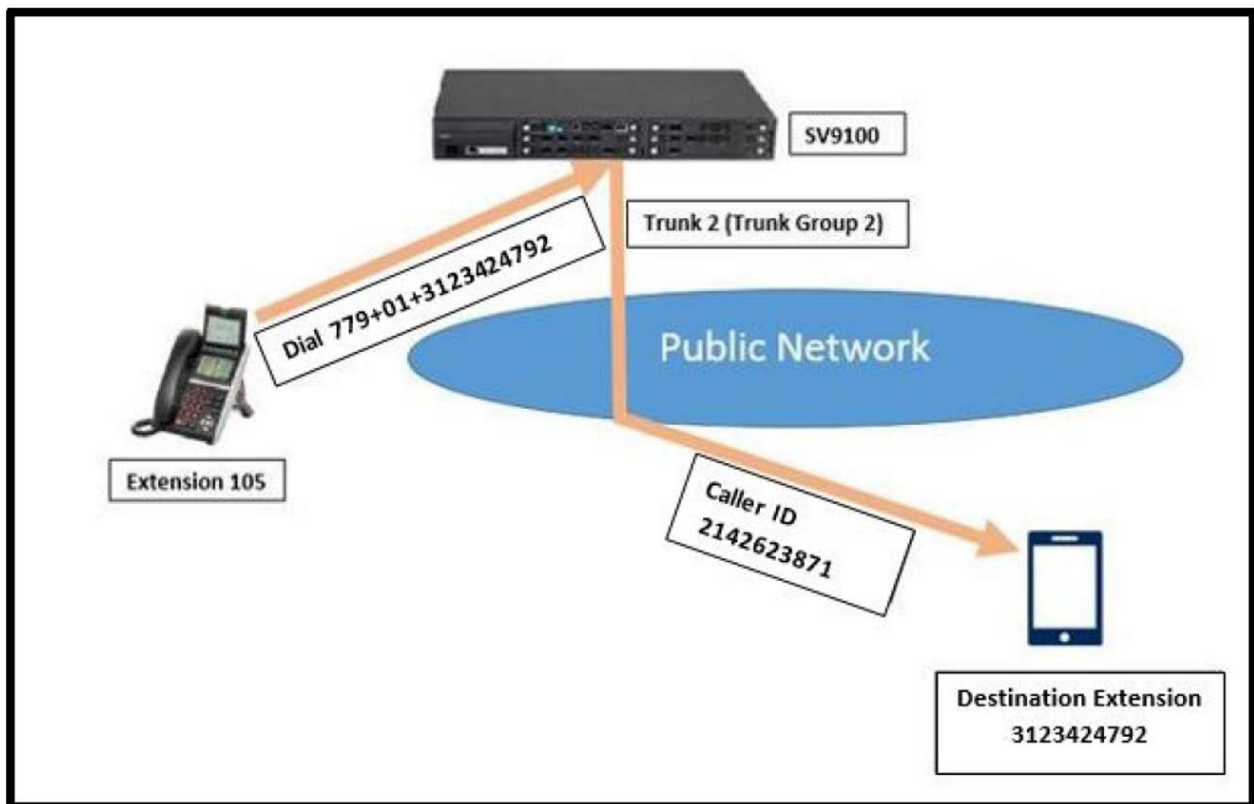 SV9100
Trunk 2 (Trunk Group 2)
Dial 779+01+3123424792
Public Network
Extension 105
Caller ID
2142623871
Destination Extension
3123424792